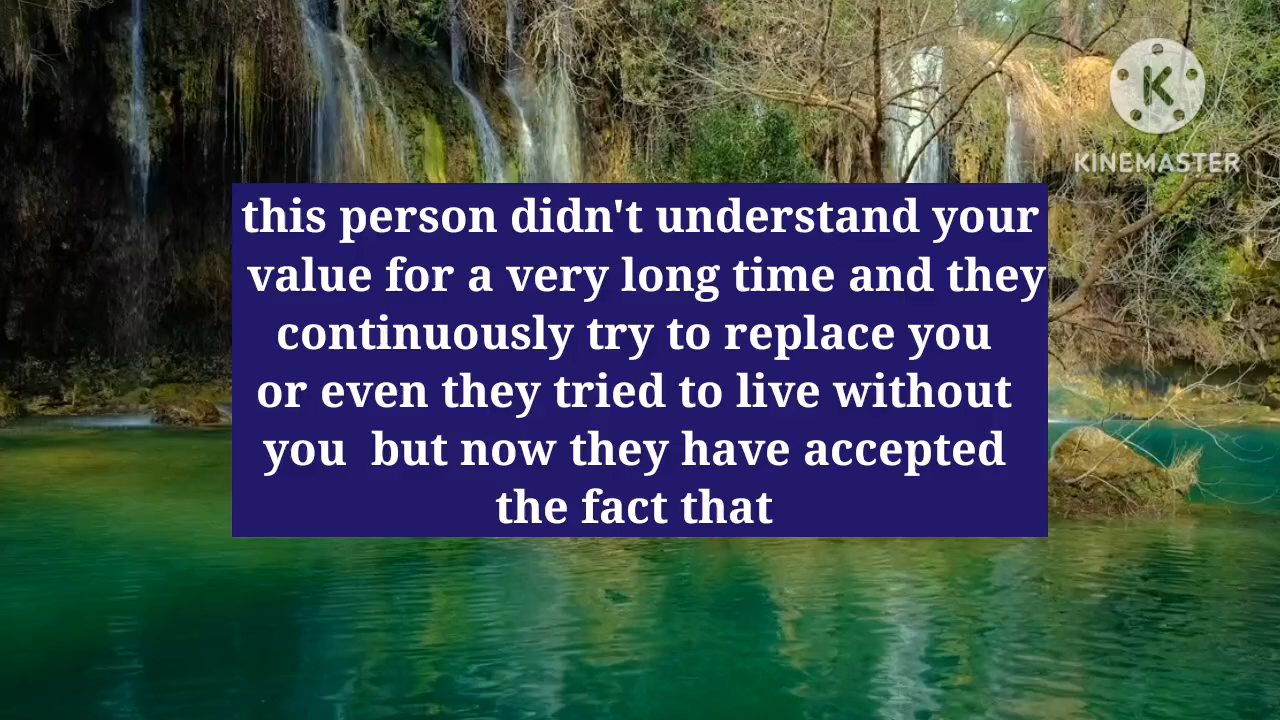 K
KINEMASTER
this person didn't understand your
value for a very long time and they
continuously try to replace you
or even they tried to live without
you  but now they have accepted
the fact that